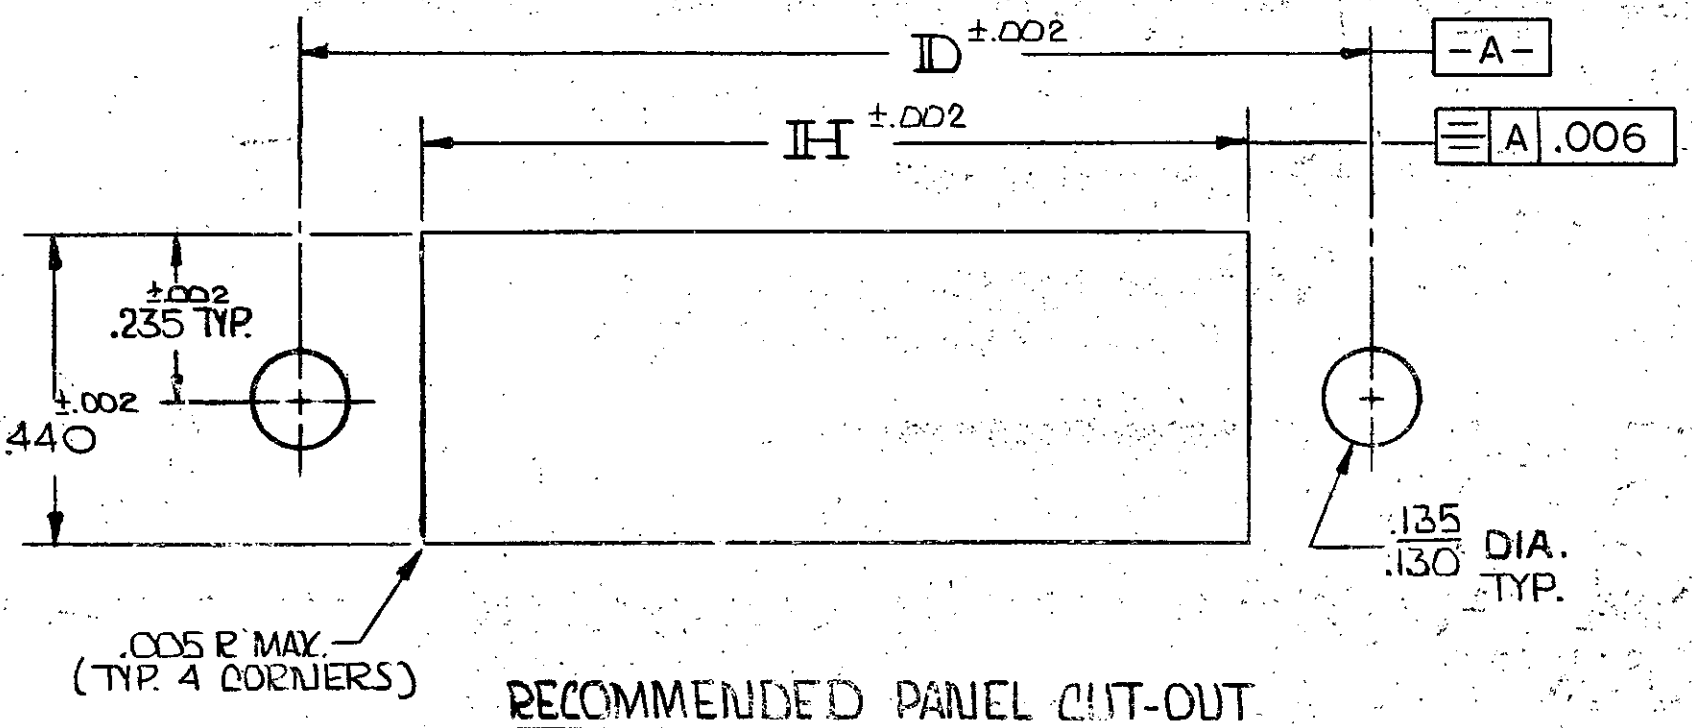 D ±.002
-A-
H ±.002
⌯ A .006
±.002
.235 TYP.
±.002
.440
.135
.130
DIA.
TYP.
.005 R MAX.
(TYP. 4 CORNERS)
RECOMMENDED PANEL CUT-OUT